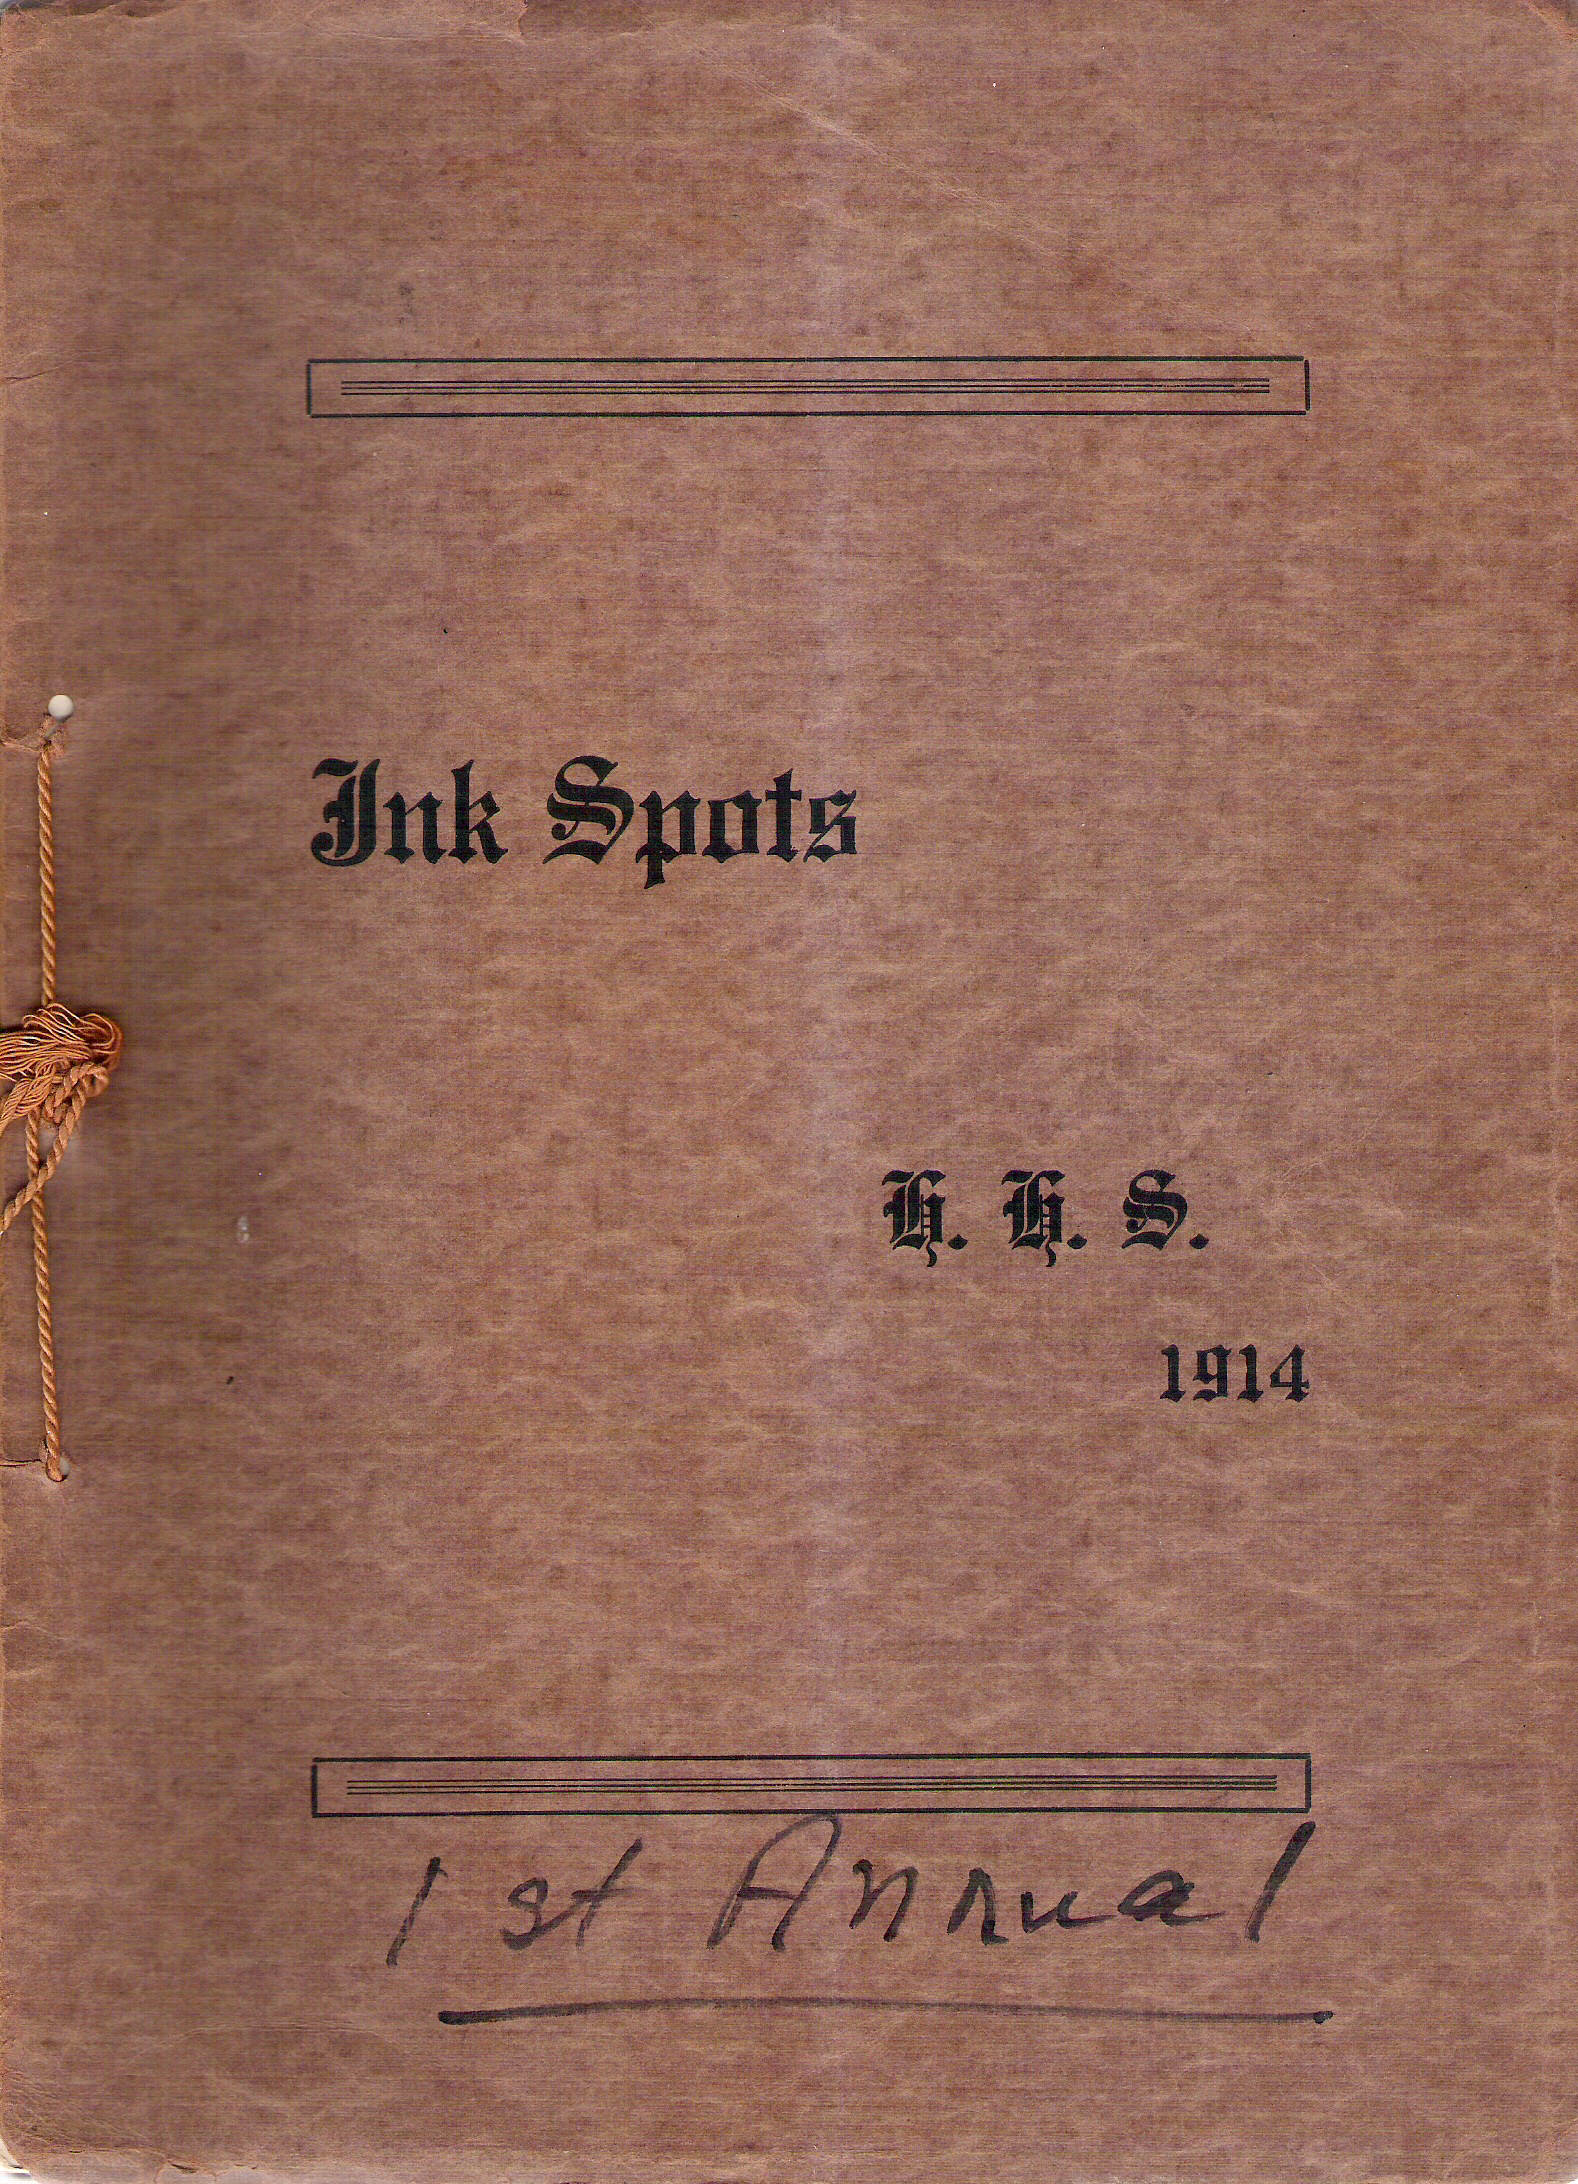 Ink Spots
H. H. S.
1914
1st Annual